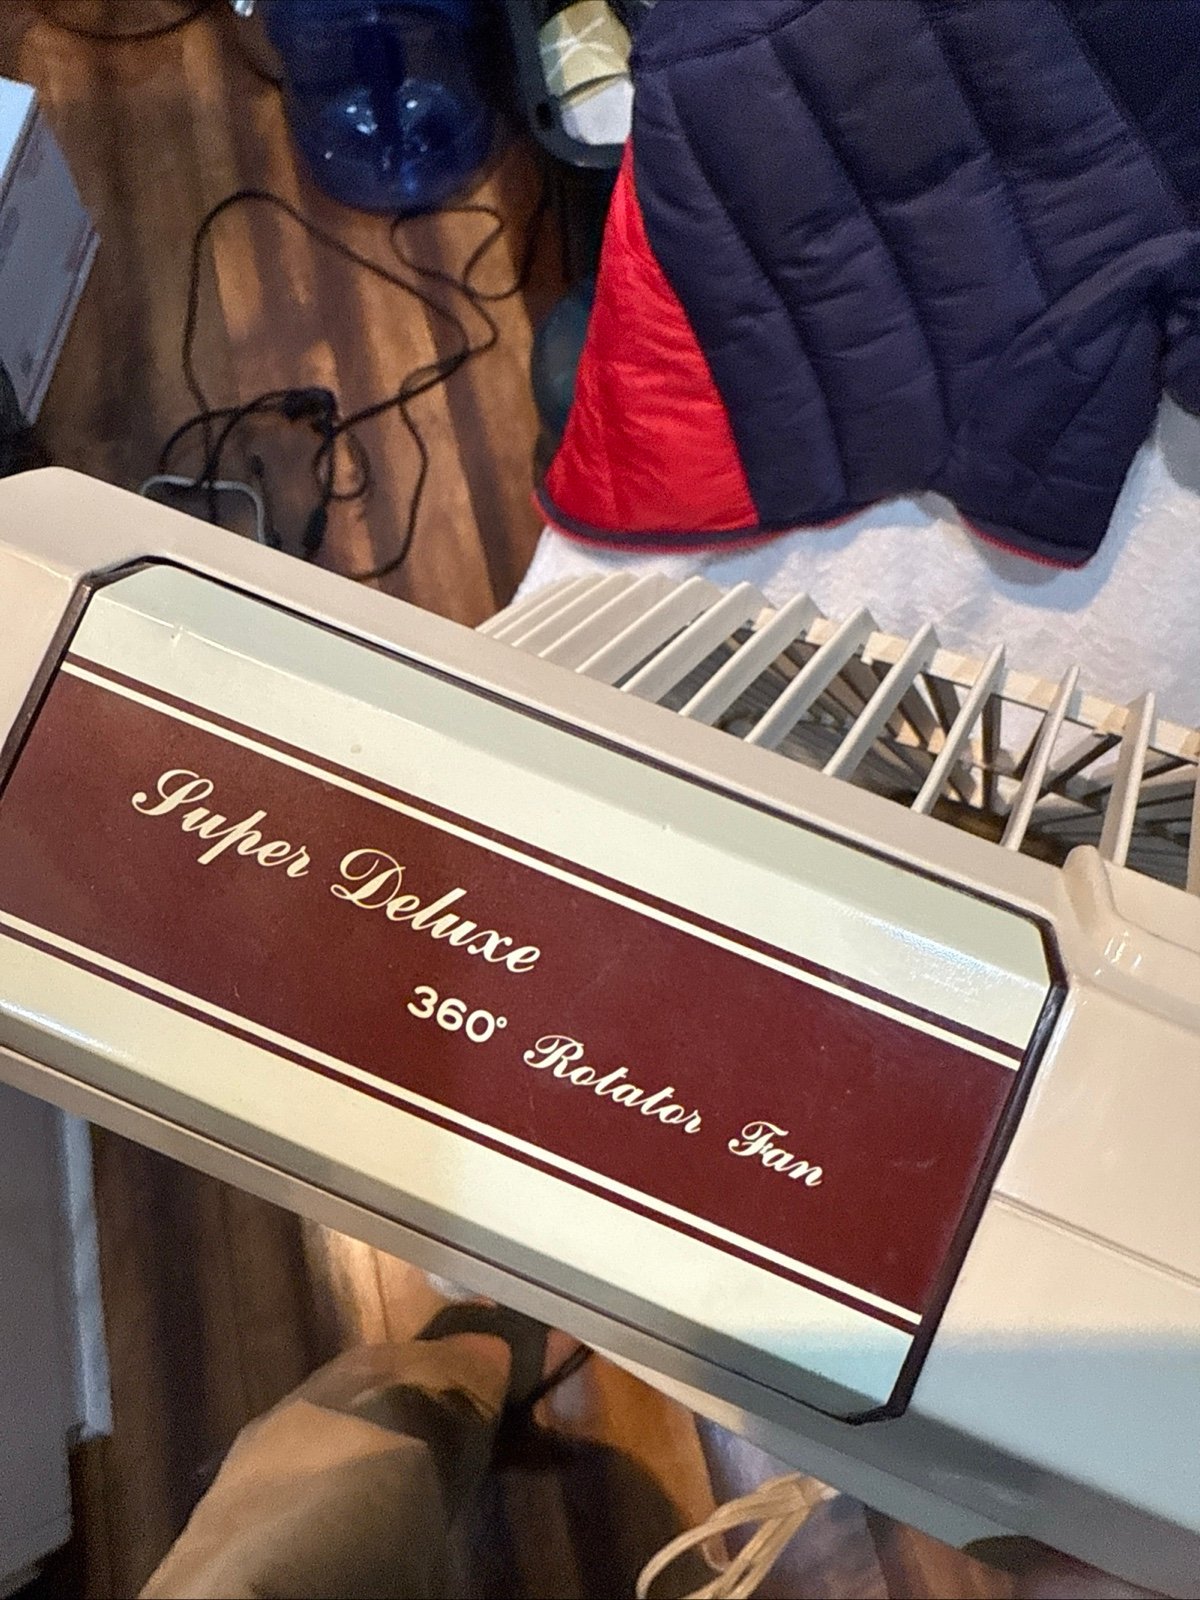 Super Deluxe
360° Rotator Fan